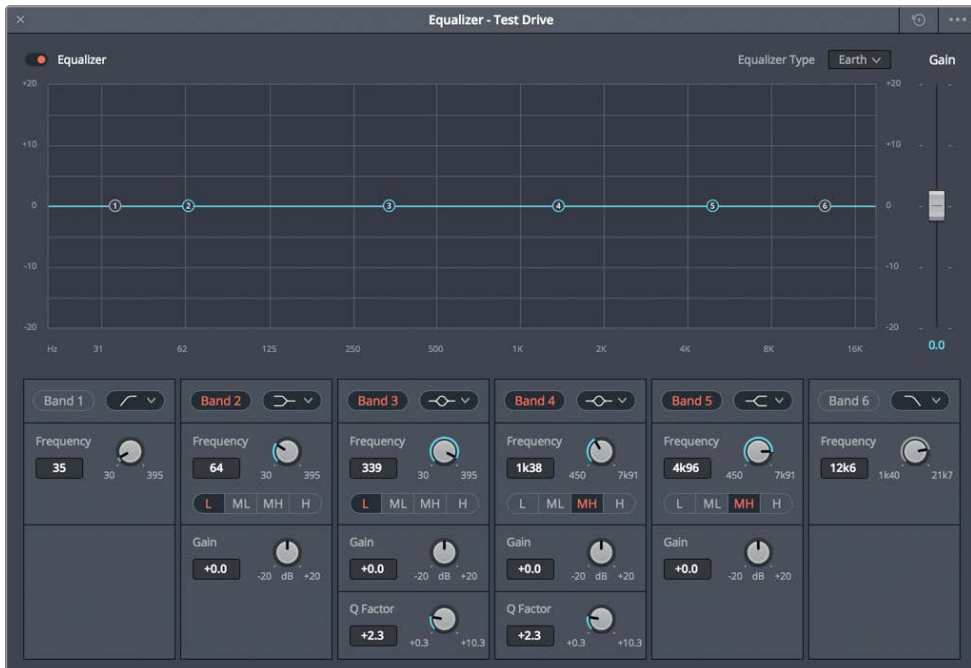 Equalizer - Test Drive
Equalizer
Equalizer Type Earth Gain
+20 +20
+10 +10
0 0
-10 -10
-20 -20
Hz 31 62 125 250 500 1K 2K 4K 8K 16K 0.0
1 2 3 4 5 6
Band 1
Frequency
35
30 395
Band 2
Frequency
64
30 395
L ML MH H
Gain
+0.0
-20 dB +20
Band 3
Frequency
339
30 395
L ML MH H
Gain
+0.0
-20 dB +20
Q Factor
+2.3
+0.3 +10.3
Band 4
Frequency
1k38
450 7k91
L ML MH H
Gain
+0.0
-20 dB +20
Q Factor
+2.3
+0.3 +10.3
Band 5
Frequency
4k96
450 7k91
L ML MH H
Gain
+0.0
-20 dB +20
Band 6
Frequency
12k6
1k40 21k7